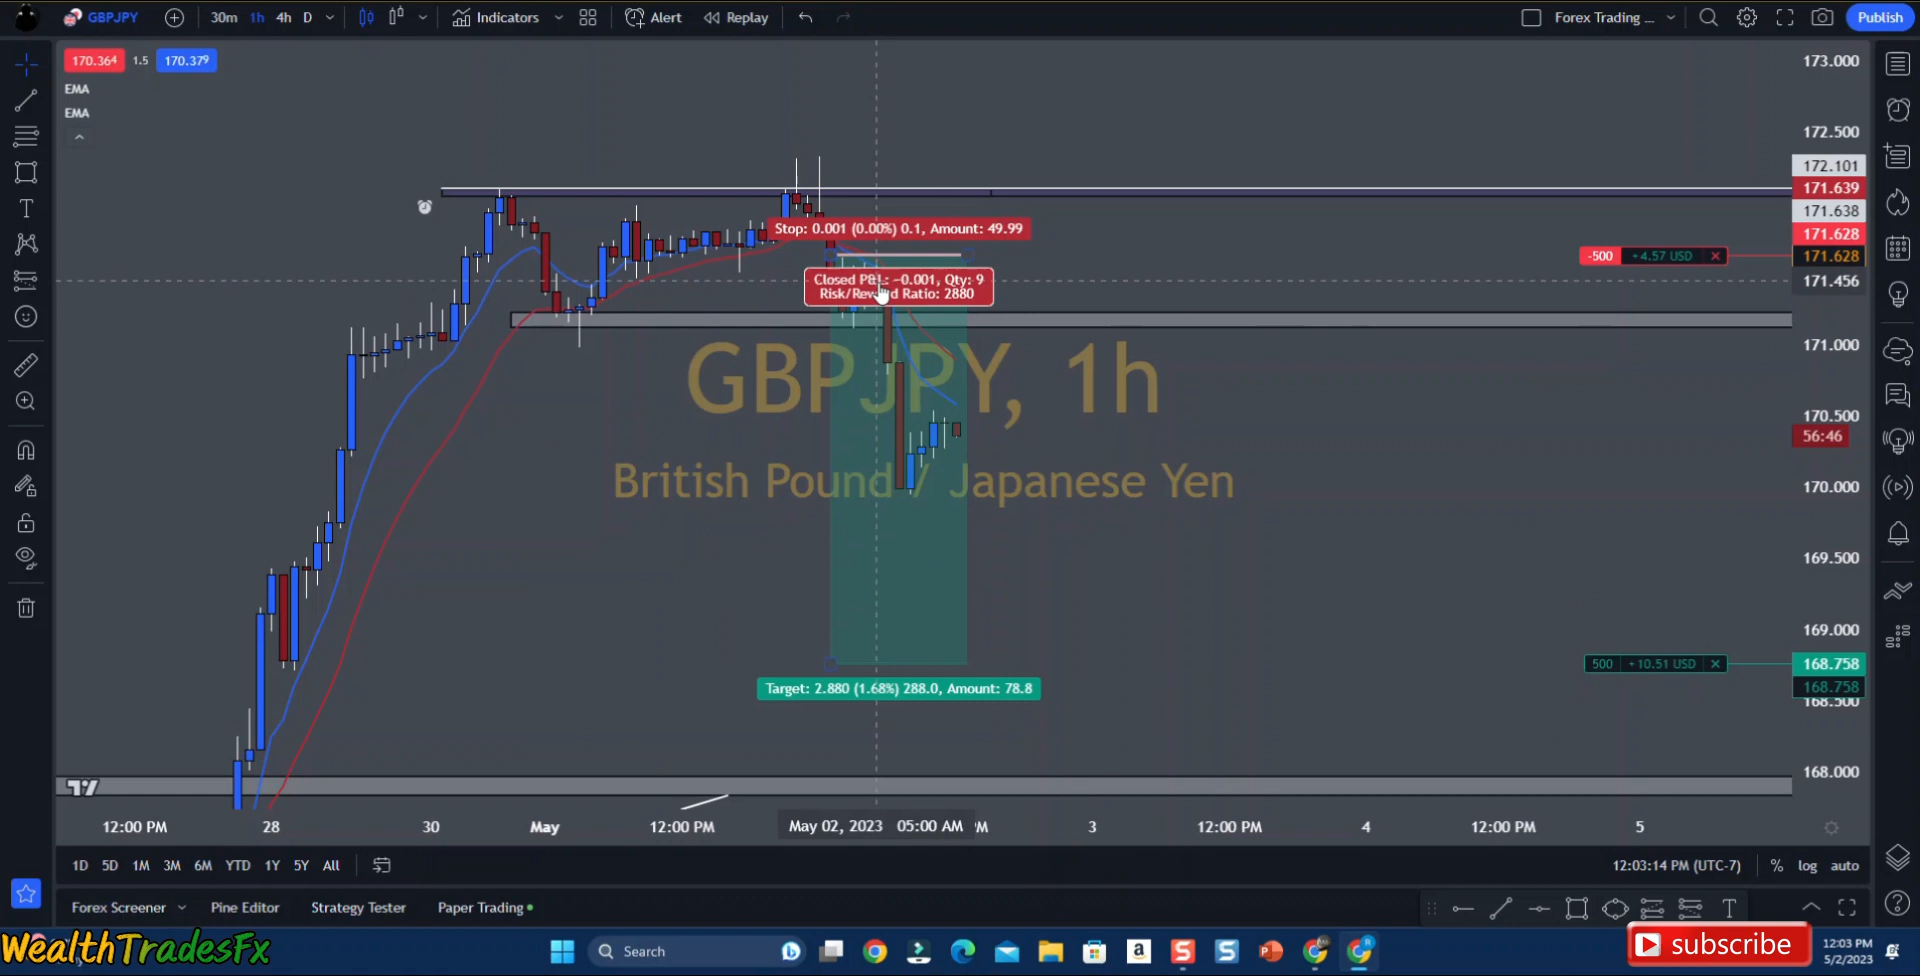 GBPJPY
30m 1h 4h D
Indicators
Alert
Replay
Forex Trading ...
Publish
170.364 1.5 170.379
EMA
EMA
173.000
172.500
172.101
171.639
171.638
171.628
171.628
171.456
171.000
170.500
56:46
170.000
169.500
169.000
168.758
168.758
168.500
168.000
Stop: 0.001 (0.00%) 0.1, Amount: 49.99
-500 +4.57 USD ×
Closed P&L: −0.001, Qty: 9
Risk/Reward Ratio: 2880
GBPJPY, 1h
British Pound / Japanese Yen
500 +10.51 USD ×
Target: 2.880 (1.68%) 288.0, Amount: 78.8
12:00 PM 28 30 May 12:00 PM May 02, 2023 05:00 AM 3 12:00 PM 4 12:00 PM 5
1D 5D 1M 3M 6M YTD 1Y 5Y All
12:03:14 PM (UTC-7) % log auto
Forex Screener Pine Editor Strategy Tester Paper Trading
WealthTradesFx
Search
subscribe
12:03 PM
5/2/2023